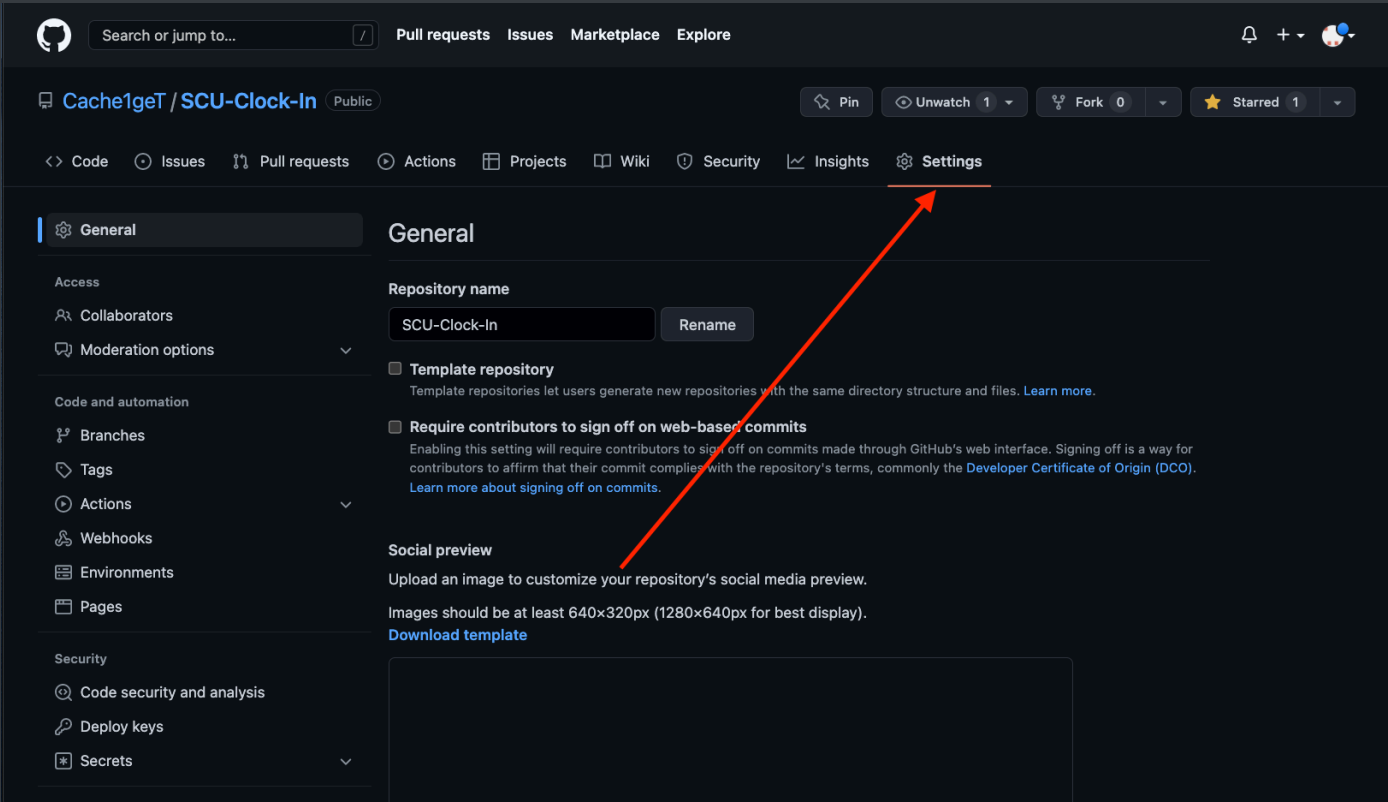 Search or jump to... /
Pull requests Issues Marketplace Explore
Cache1geT / SCU-Clock-In Public
Pin Unwatch 1 Fork 0 Starred 1
Code Issues Pull requests Actions Projects Wiki Security Insights Settings
General
Access
Collaborators
Moderation options
Code and automation
Branches
Tags
Actions
Webhooks
Environments
Pages
Security
Code security and analysis
Deploy keys
Secrets
General
Repository name
SCU-Clock-In Rename
Template repository
Template repositories let users generate new repositories with the same directory structure and files. Learn more.
Require contributors to sign off on web-based commits
Enabling this setting will require contributors to sign off on commits made through GitHub's web interface. Signing off is a way for
contributors to affirm that their commit complies with the repository's terms, commonly the Developer Certificate of Origin (DCO).
Learn more about signing off on commits.
Social preview
Upload an image to customize your repository's social media preview.
Images should be at least 640×320px (1280×640px for best display).
Download template